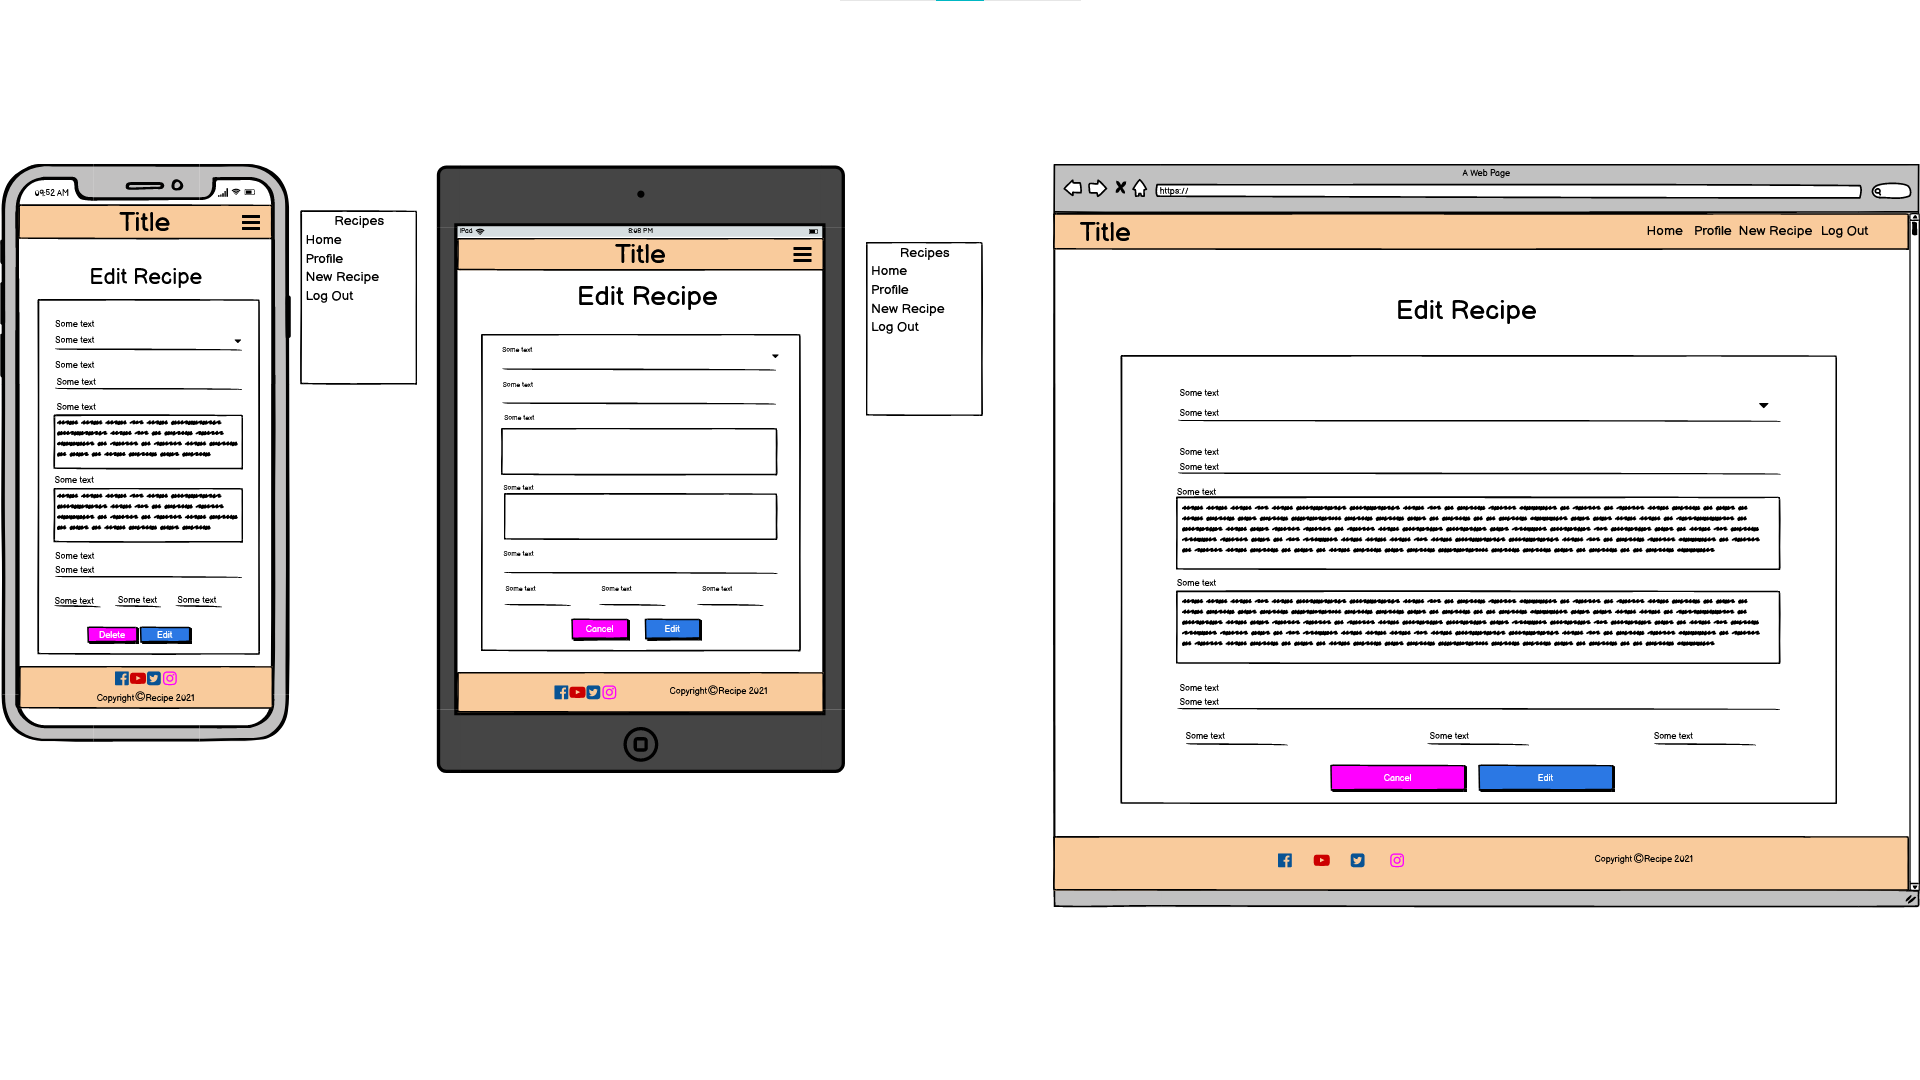 09:52 AM
Title
Edit Recipe
Some text
Some text
Some text
Some text
Some text
Some text
Some text
Some text
Some text Some text Some text
Delete Edit
Copyright©Recipe 2021
Recipes
Home
Profile
New Recipe
Log Out
iPad 8:08 PM
Title
Edit Recipe
Some text
Some text
Some text
Some text
Some text
Some text Some text Some text
Cancel Edit
Copyright©Recipe 2021
Recipes
Home
Profile
New Recipe
Log Out
A Web Page
https://
Title Home Profile New Recipe Log Out
Edit Recipe
Some text
Some text
Some text
Some text
Some text
Some text
Some text
Some text
Some text Some text Some text
Cancel Edit
Copyright©Recipe 2021